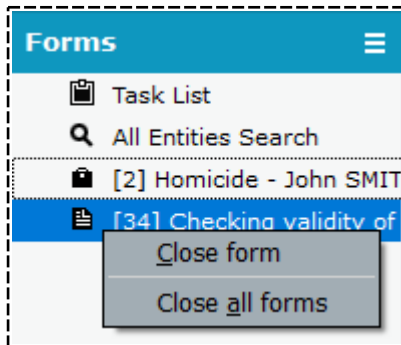 Forms
Task List
All Entities Search
[2] Homicide - John SMIT
[34] Checking validity of
Close form
Close all forms